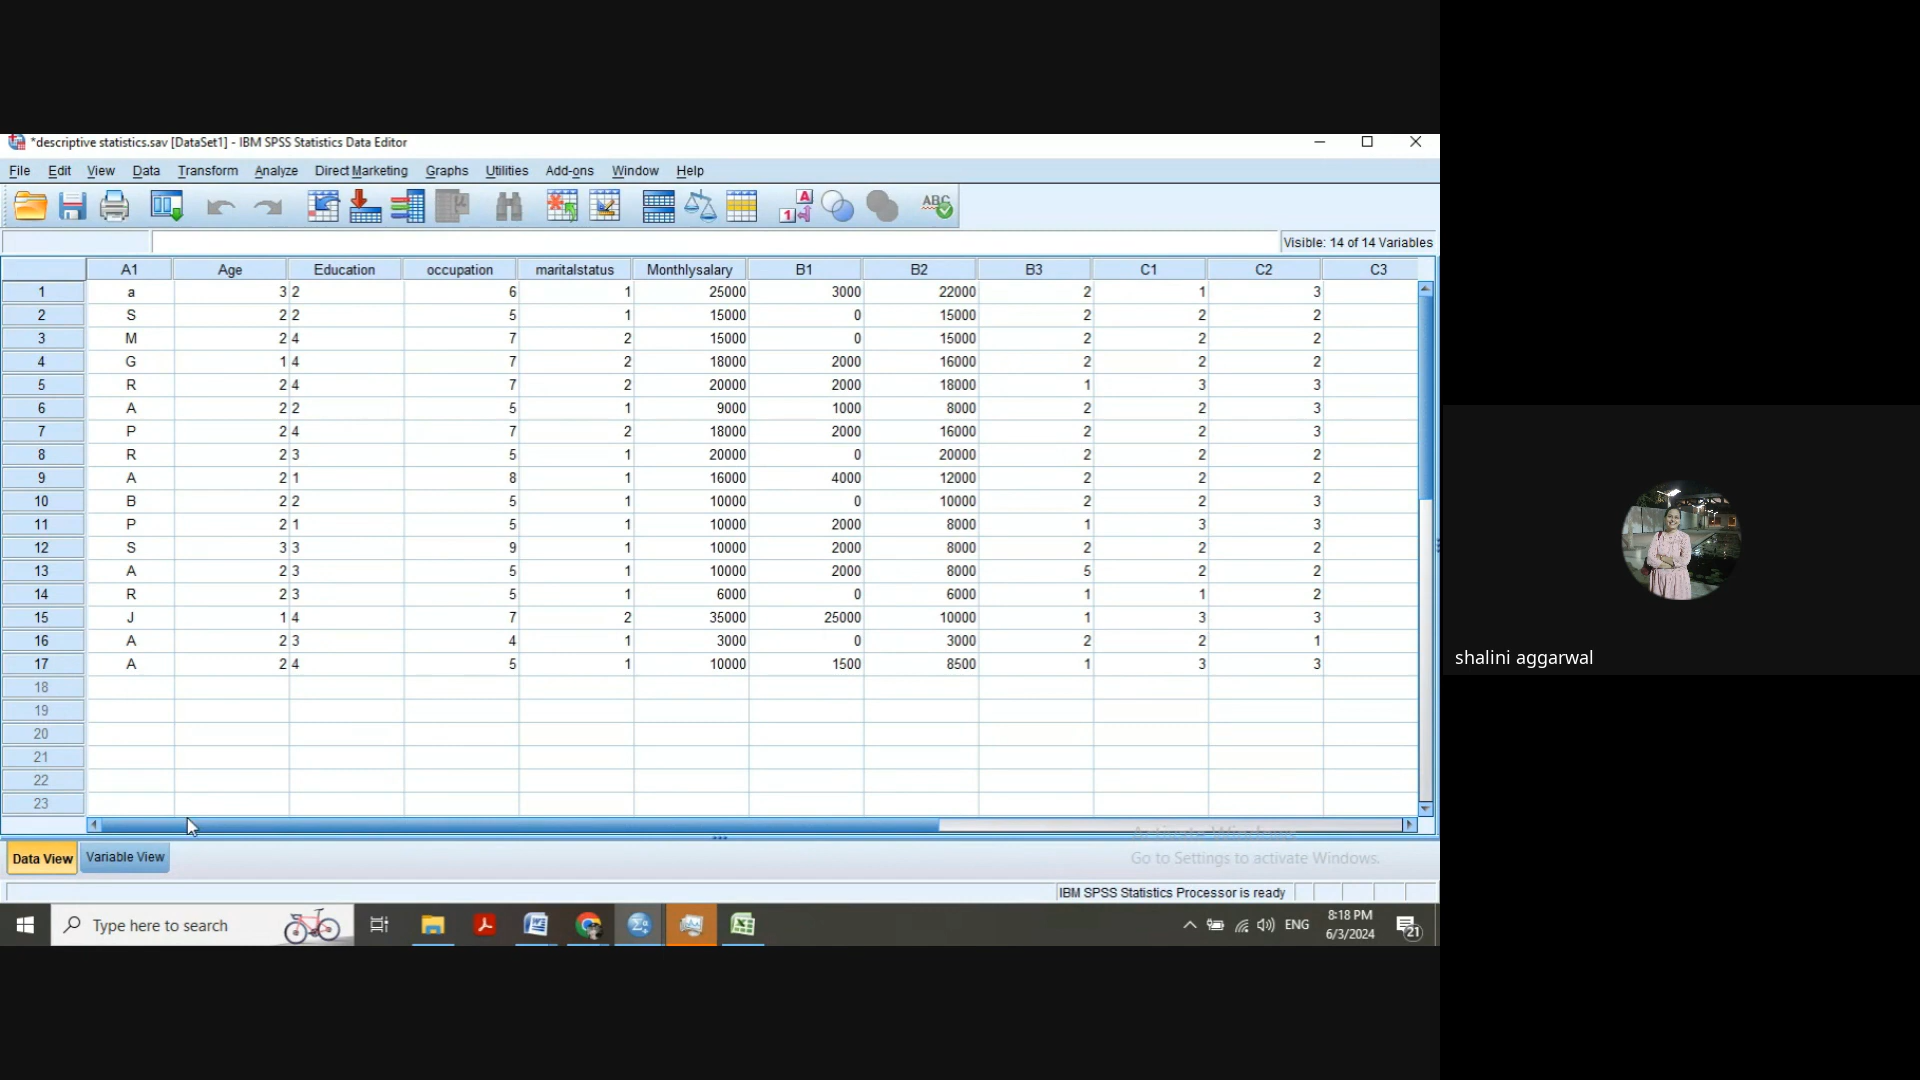 *descriptive statistics.sav [DataSet1] - IBM SPSS Statistics Data Editor
File Edit View Data Transform Analyze Direct Marketing Graphs Utilities Add-ons Window Help
Visible: 14 of 14 Variables
A1 Age Education occupation maritalstatus Monthlysalary B1 B2 B3 C1 C2 C3
1 a 3 2 6 1 25000 3000 22000 2 1 3
2 S 2 2 5 1 15000 0 15000 2 2 2
3 M 2 4 7 2 15000 0 15000 2 2 2
4 G 1 4 7 2 18000 2000 16000 2 2 2
5 R 2 4 7 2 20000 2000 18000 1 3 3
6 A 2 2 5 1 9000 1000 8000 2 2 3
7 P 2 4 7 2 18000 2000 16000 2 2 3
8 R 2 3 5 1 20000 0 20000 2 2 2
9 A 2 1 8 1 16000 4000 12000 2 2 2
10 B 2 2 5 1 10000 0 10000 2 2 3
11 P 2 1 5 1 10000 2000 8000 1 3 3
12 S 3 3 9 1 10000 2000 8000 2 2 2
13 A 2 3 5 1 10000 2000 8000 5 2 2
14 R 2 3 5 1 6000 0 6000 1 1 2
15 J 1 4 7 2 35000 25000 10000 1 3 3
16 A 2 3 4 1 3000 0 3000 2 2 1
17 A 2 4 5 1 10000 1500 8500 1 3 3
18
19
20
21
22
23
Activate Windows
Go to Settings to activate Windows.
Data View Variable View
IBM SPSS Statistics Processor is ready
Type here to search
ENG
8:18 PM
6/3/2024
21
shalini aggarwal